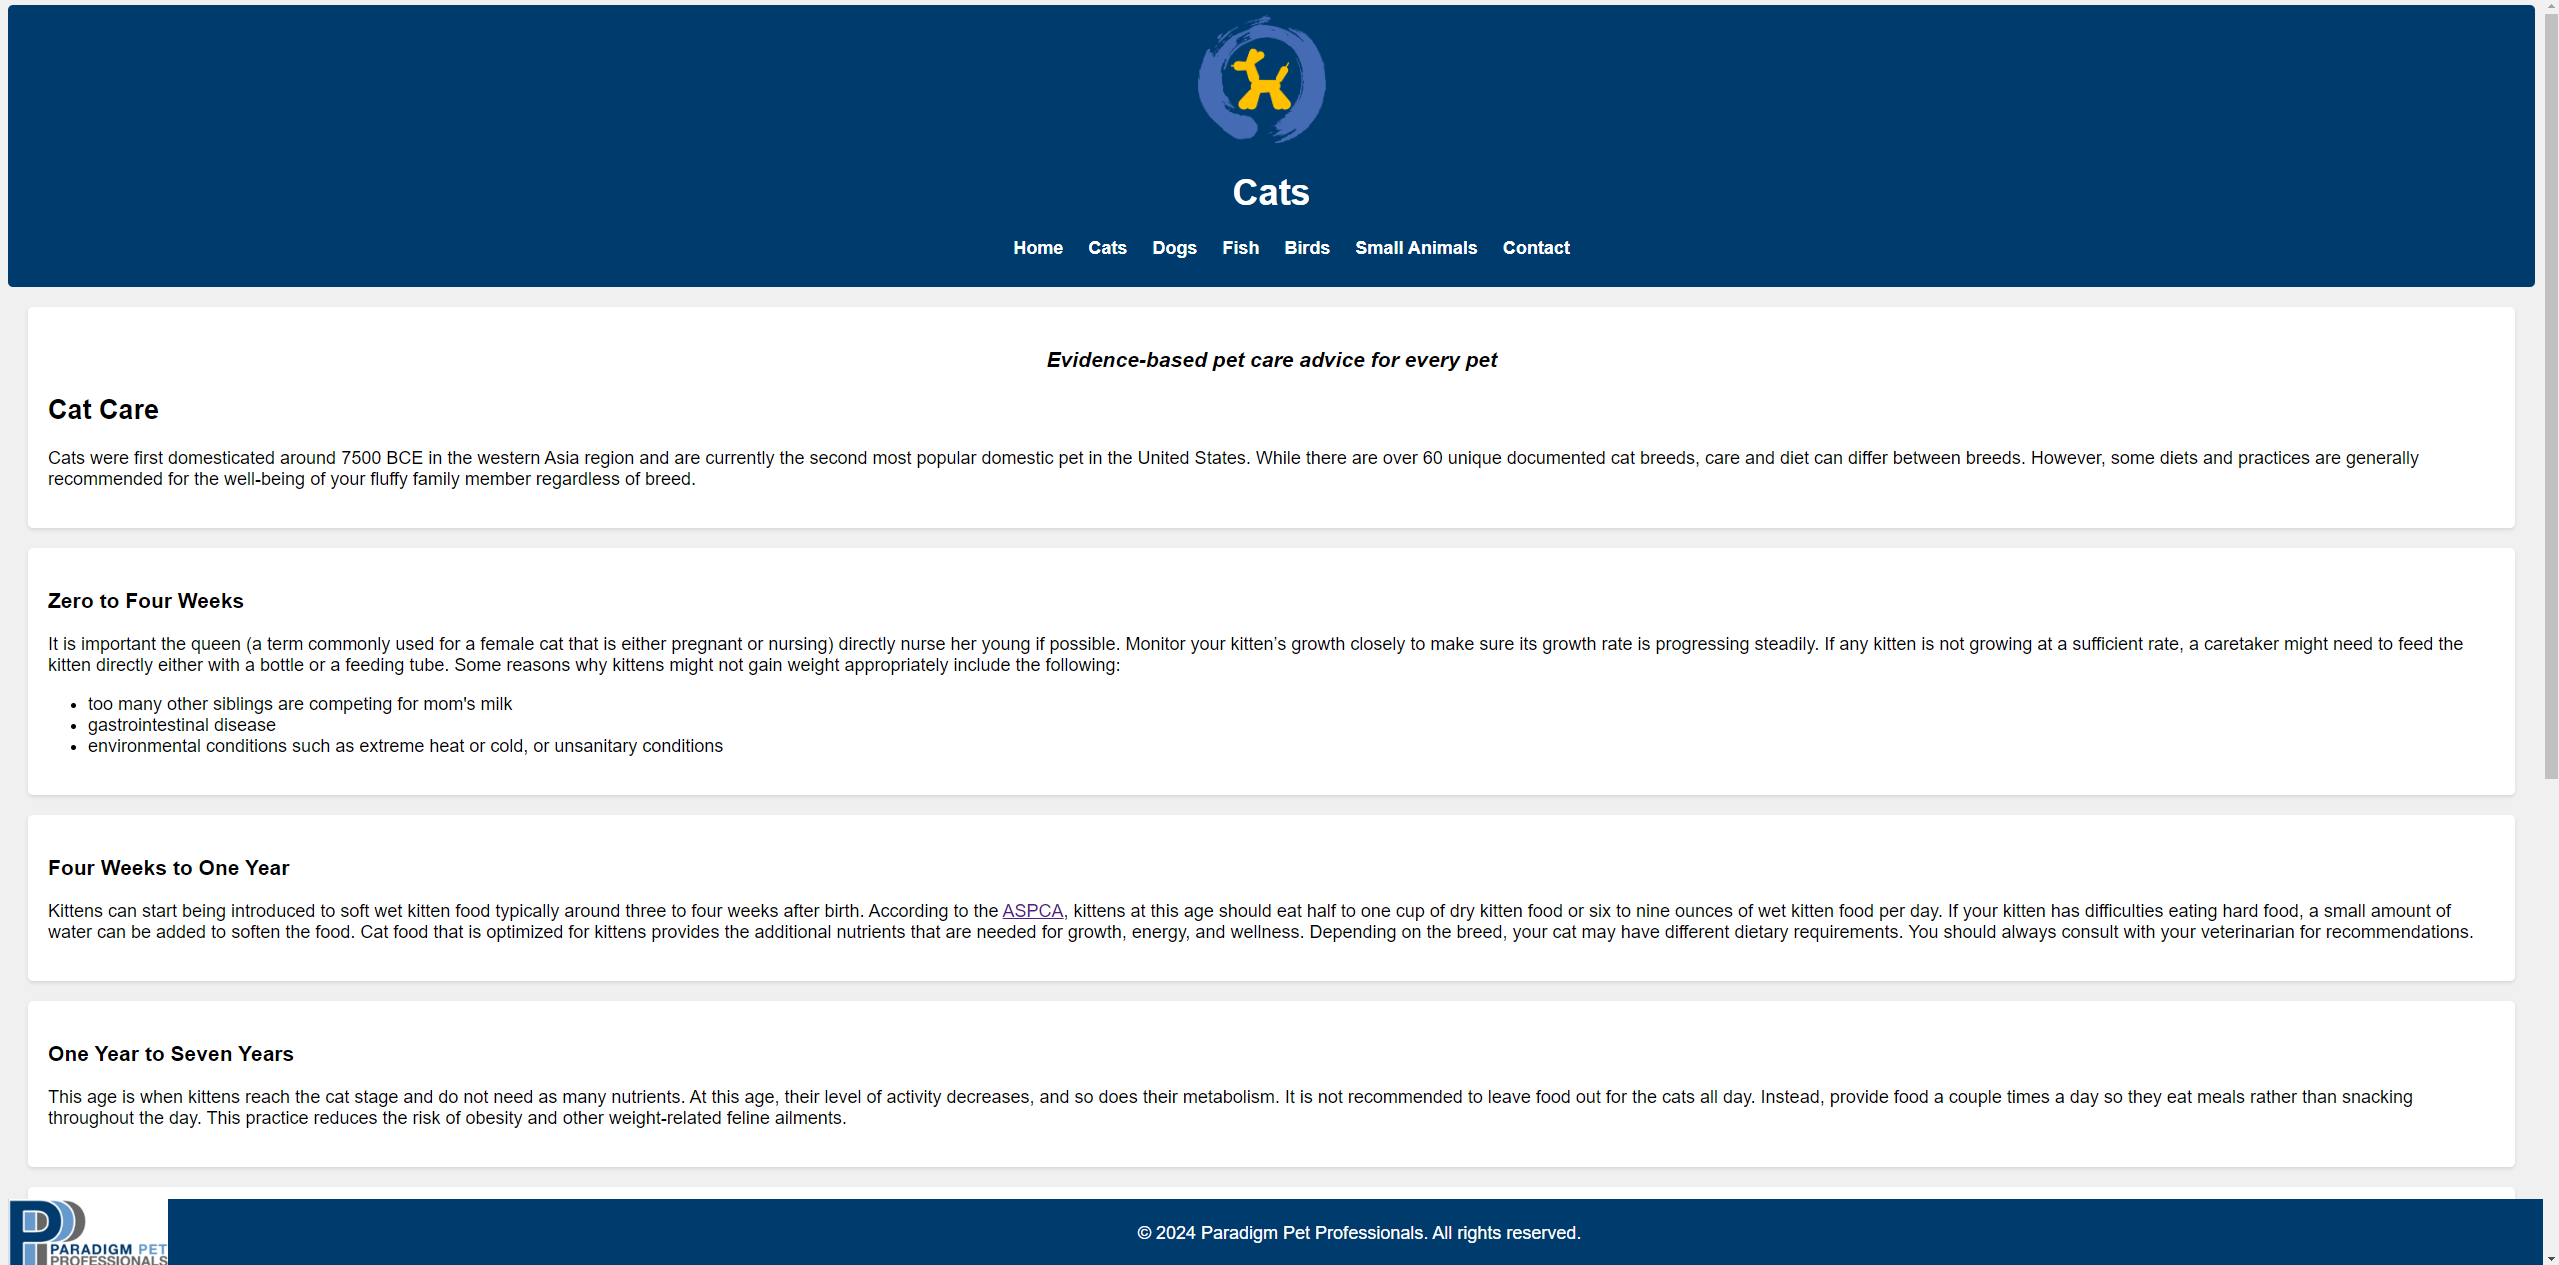 Cats
Home Cats Dogs Fish Birds Small Animals Contact
Evidence-based pet care advice for every pet
Cat Care
Cats were first domesticated around 7500 BCE in the western Asia region and are currently the second most popular domestic pet in the United States. While there are over 60 unique documented cat breeds, care and diet can differ between breeds. However, some diets and practices are generally
recommended for the well-being of your fluffy family member regardless of breed.
Zero to Four Weeks
It is important the queen (a term commonly used for a female cat that is either pregnant or nursing) directly nurse her young if possible. Monitor your kitten’s growth closely to make sure its growth rate is progressing steadily. If any kitten is not growing at a sufficient rate, a caretaker might need to feed the
kitten directly either with a bottle or a feeding tube. Some reasons why kittens might not gain weight appropriately include the following:
• too many other siblings are competing for mom's milk
• gastrointestinal disease
• environmental conditions such as extreme heat or cold, or unsanitary conditions
Four Weeks to One Year
Kittens can start being introduced to soft wet kitten food typically around three to four weeks after birth. According to the ASPCA, kittens at this age should eat half to one cup of dry kitten food or six to nine ounces of wet kitten food per day. If your kitten has difficulties eating hard food, a small amount of
water can be added to soften the food. Cat food that is optimized for kittens provides the additional nutrients that are needed for growth, energy, and wellness. Depending on the breed, your cat may have different dietary requirements. You should always consult with your veterinarian for recommendations.
One Year to Seven Years
This age is when kittens reach the cat stage and do not need as many nutrients. At this age, their level of activity decreases, and so does their metabolism. It is not recommended to leave food out for the cats all day. Instead, provide food a couple times a day so they eat meals rather than snacking
throughout the day. This practice reduces the risk of obesity and other weight-related feline ailments.
PARADIGM PET
PROFESSIONALS
© 2024 Paradigm Pet Professionals. All rights reserved.